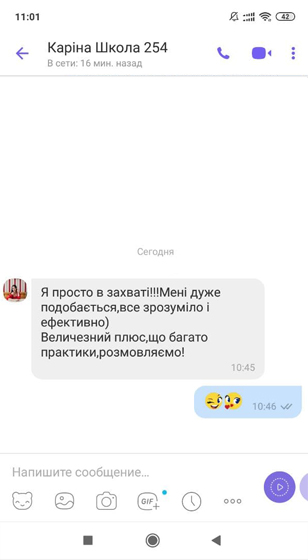 11:01
42
Каріна Школа 254
В сети: 16 мин. назад
Сегодня
Я просто в захваті!!!Мені дуже
подобається,все зрозуміло і
ефективно)
Величезний плюс,що багато
практики,розмовляємо!
10:45
10:46
Напишите сообщение...
GIF